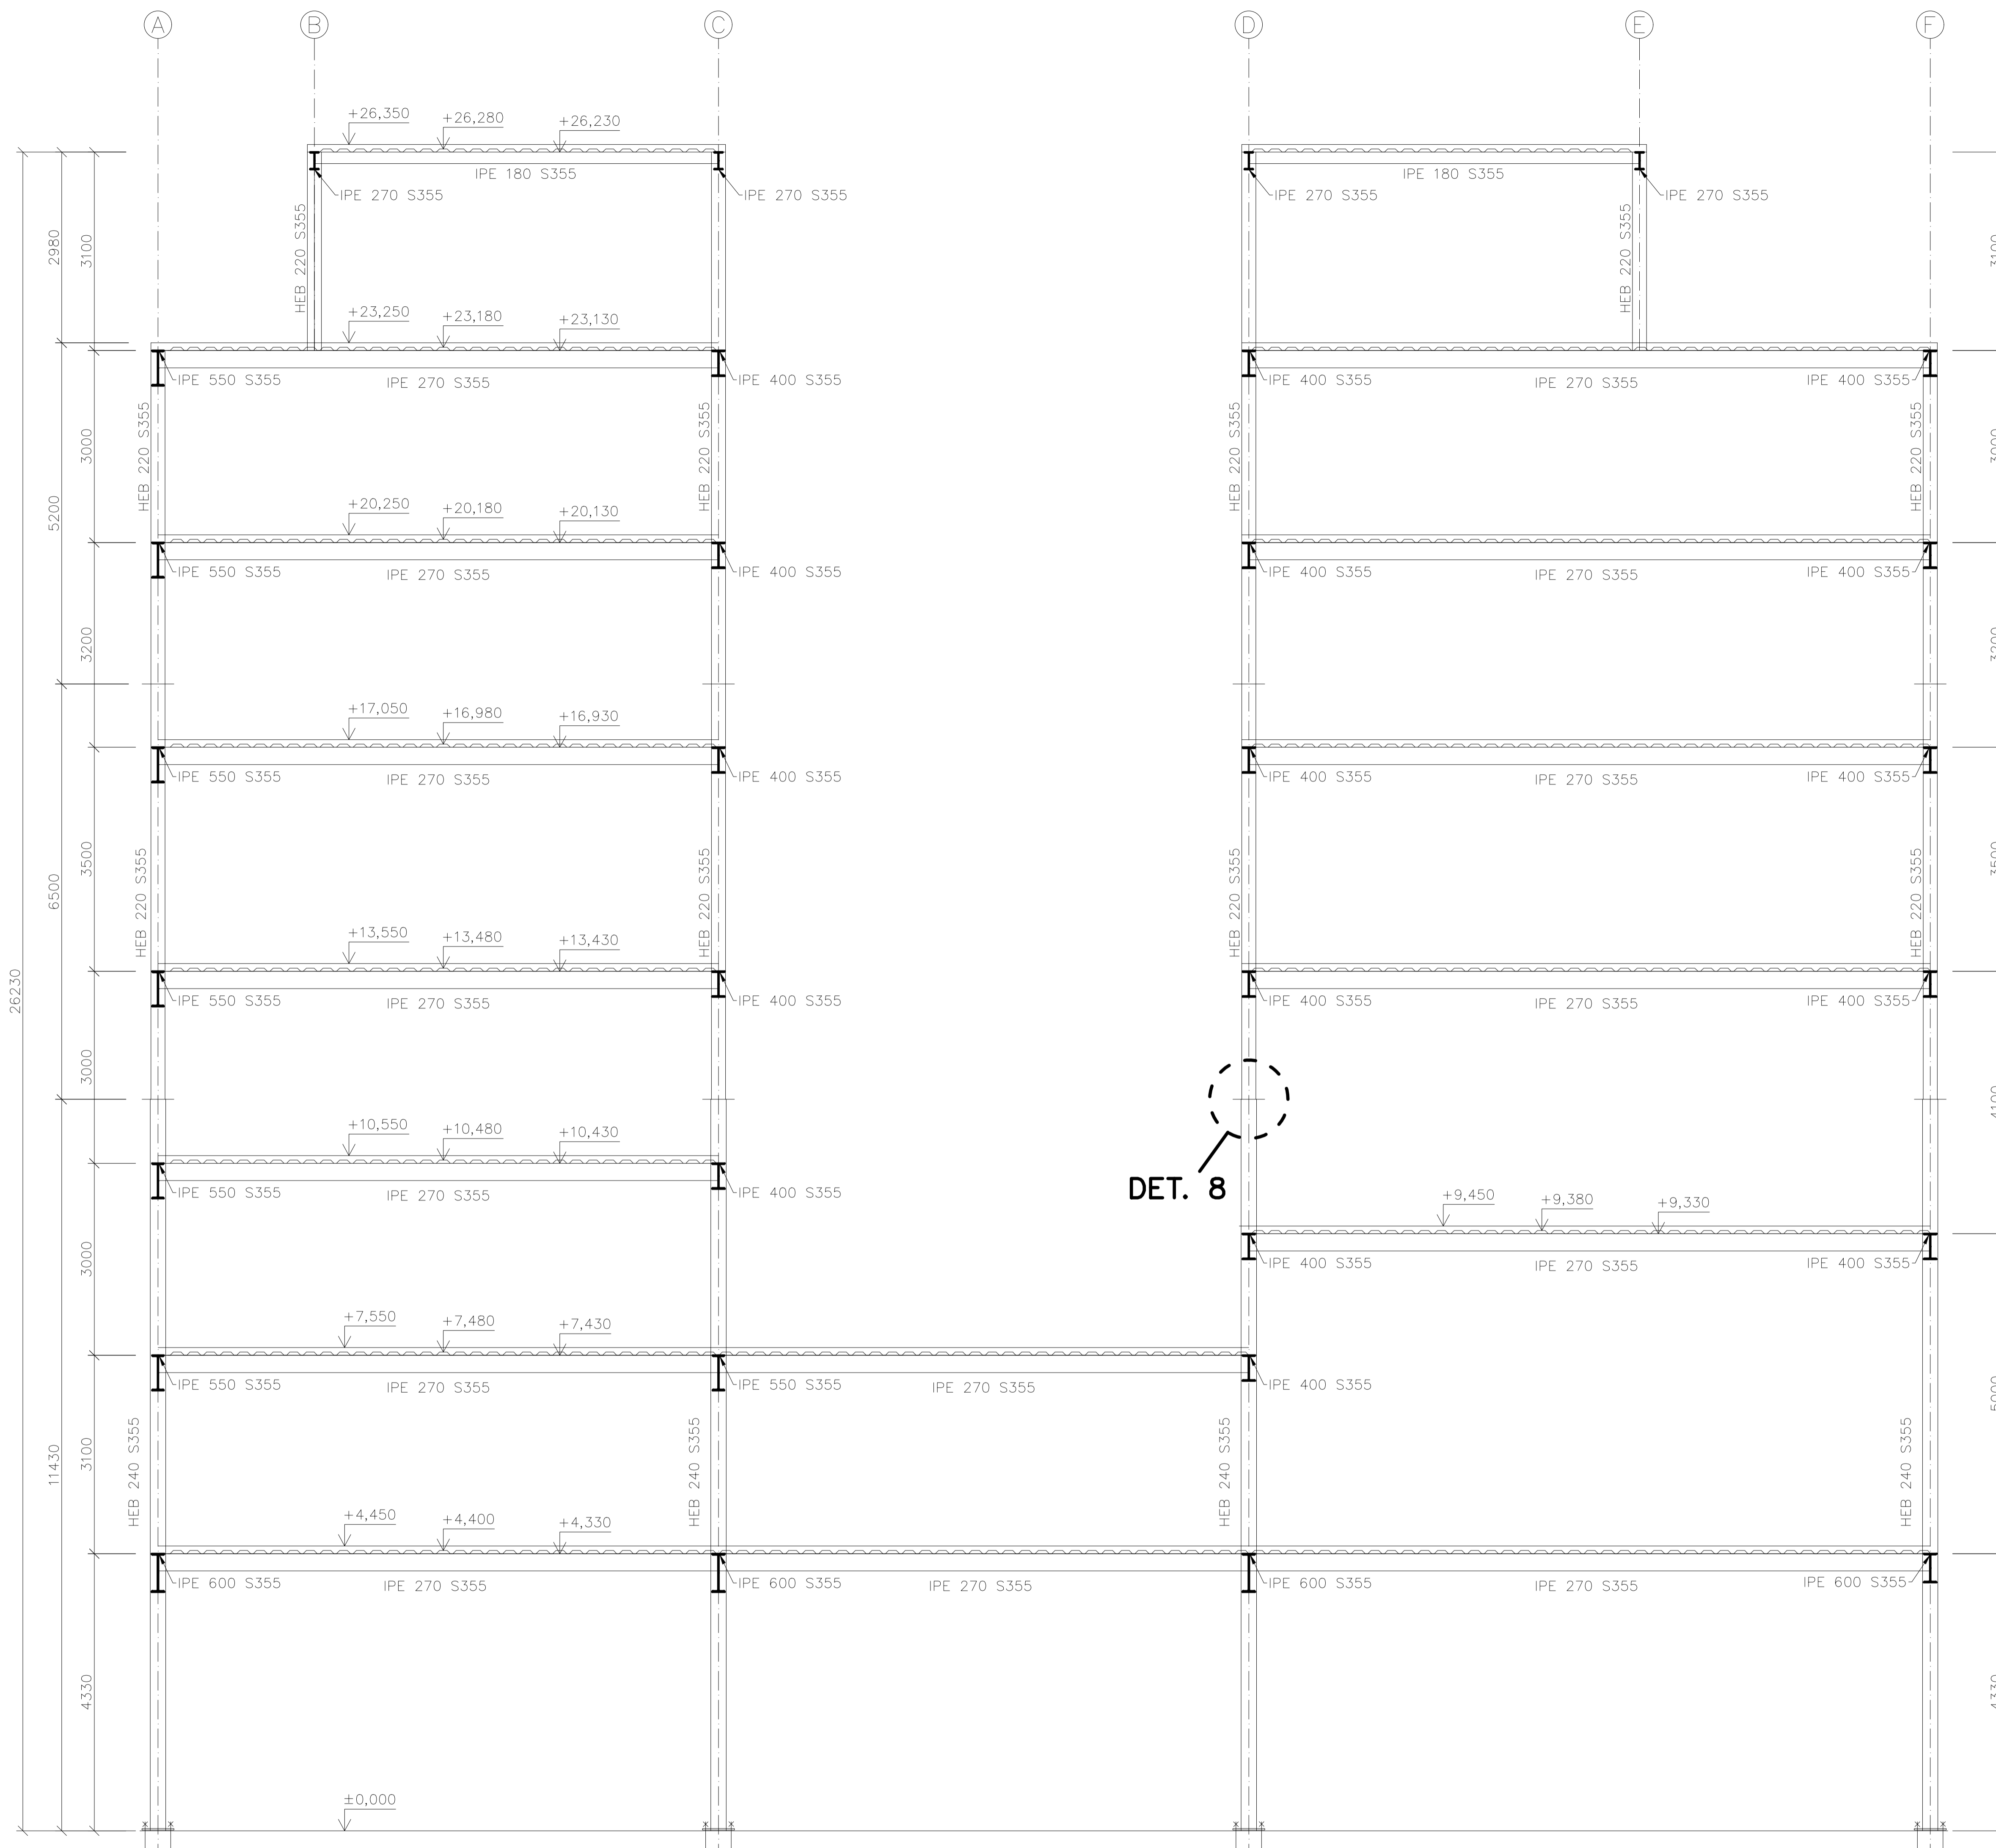 A B C D E F
+26,350 +26,280 +26,230
IPE 180 S355 IPE 180 S355
IPE 270 S355 IPE 270 S355 IPE 270 S355 IPE 270 S355
HEB 220 S355 HEB 220 S355
2980 3100 3100
+23,250 +23,180 +23,130
IPE 550 S355 IPE 270 S355 IPE 400 S355 IPE 400 S355 IPE 270 S355 IPE 400 S355
HEB 220 S355 HEB 220 S355 HEB 220 S355 HEB 220 S355
3000 3000
5200
+20,250 +20,180 +20,130
IPE 550 S355 IPE 270 S355 IPE 400 S355 IPE 400 S355 IPE 270 S355 IPE 400 S355
3200 3200
+17,050 +16,980 +16,930
IPE 550 S355 IPE 270 S355 IPE 400 S355 IPE 400 S355 IPE 270 S355 IPE 400 S355
6500 3500 3500
HEB 220 S355 HEB 220 S355 HEB 220 S355 HEB 220 S355
+13,550 +13,480 +13,430
26230
IPE 550 S355 IPE 270 S355 IPE 400 S355 IPE 400 S355 IPE 270 S355 IPE 400 S355
3000 4100
+10,550 +10,480 +10,430
IPE 550 S355 IPE 270 S355 IPE 400 S355
DET. 8
+9,450 +9,380 +9,330
3000
IPE 400 S355 IPE 270 S355 IPE 400 S355
+7,550 +7,480 +7,430
IPE 550 S355 IPE 270 S355 IPE 550 S355 IPE 270 S355 IPE 400 S355
5000
11430 3100
HEB 240 S355 HEB 240 S355 HEB 240 S355 HEB 240 S355
+4,450 +4,400 +4,330
IPE 600 S355 IPE 270 S355 IPE 600 S355 IPE 270 S355 IPE 600 S355 IPE 270 S355 IPE 600 S355
4330 4330
±0,000